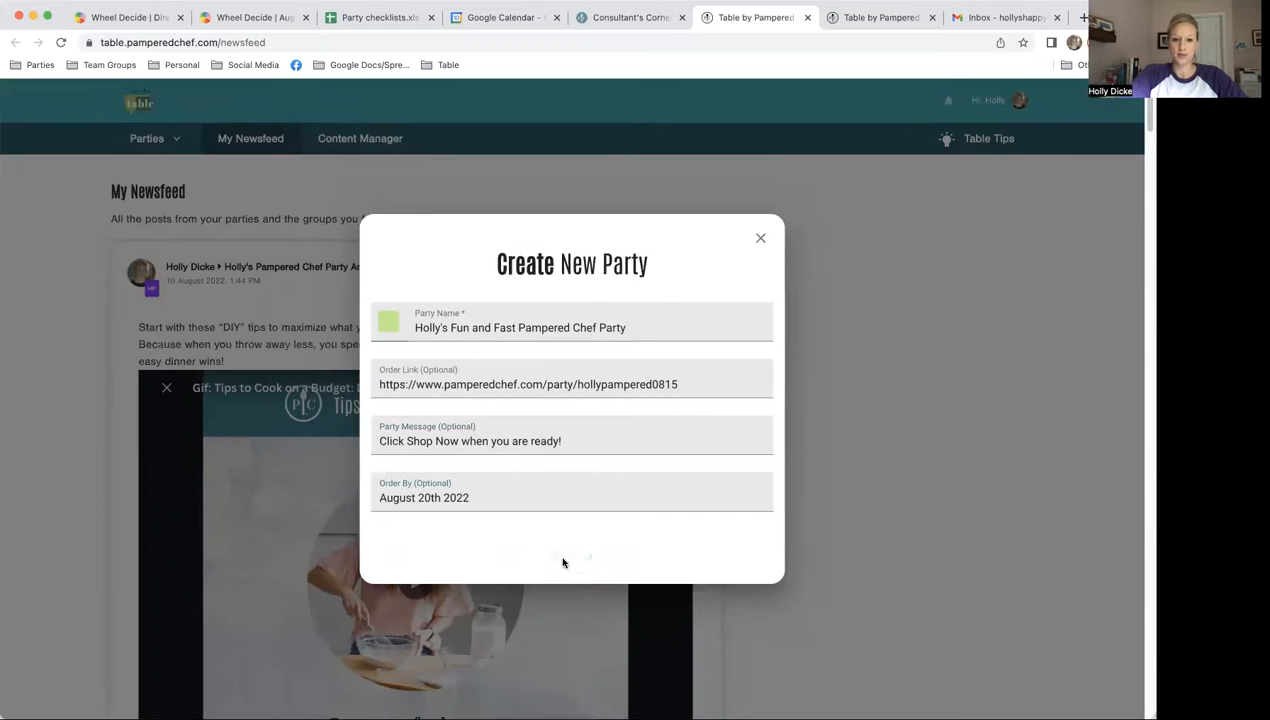 Wheel Decide | Dire
Wheel Decide | Aug
Party checklists.xls
Google Calendar -
Consultant's Corne
Table by Pampered
Table by Pampered
Inbox - hollyshappy
table.pamperedchef.com/newsfeed
Parties
Team Groups
Personal
Social Media
Google Docs/Spre...
Table
Holly Dicke
table
Hi, Holly
Parties
My Newsfeed
Content Manager
Table Tips
My Newsfeed
All the posts from your parties and the groups you
Holly Dicke
Holly's Pampered Chef Party An
10 August 2022, 1:44 PM
HP
Start with these "DIY" tips to maximize what y
Because when you throw away less, you spe
easy dinner wins!
Gif: Tips to Cook on a Budget:
Tips
Create New Party
Party Name *
Holly's Fun and Fast Pampered Chef Party
Order Link (Optional)
https://www.pamperedchef.com/party/hollypampered0815
Party Message (Optional)
Click Shop Now when you are ready!
Order By (Optional)
August 20th 2022